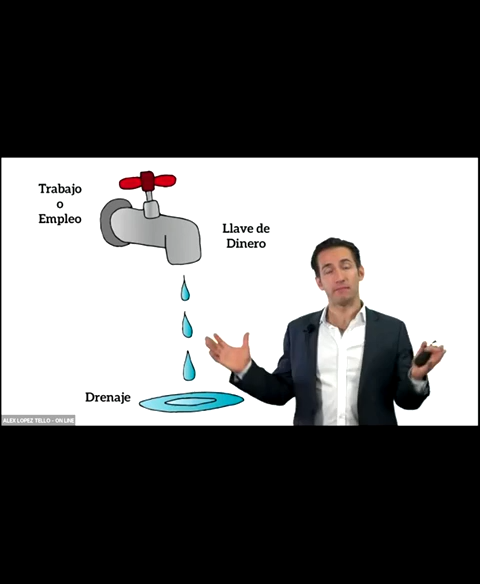 Trabajo
o
Empleo
Llave de
Dinero
Drenaje
ALEX LOPEZ TELLO - ON LINE